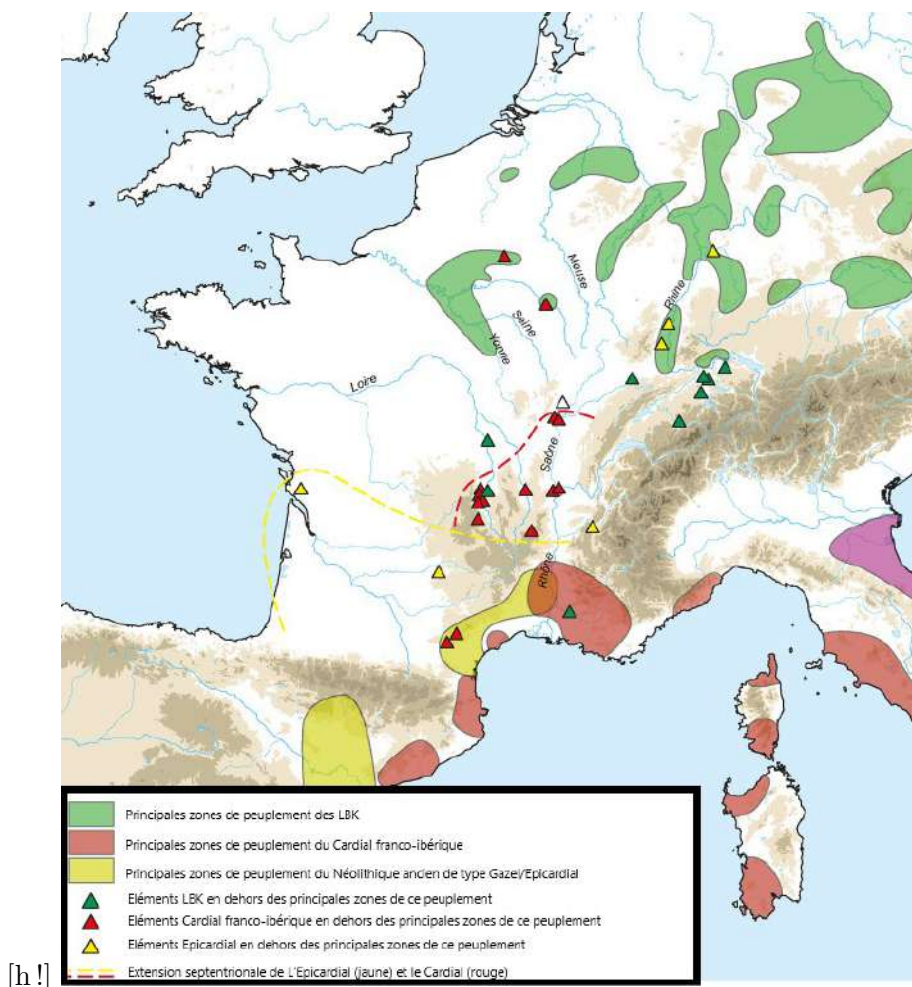 Meuse
Rhine
Seine
Yonne
Loire
Saône
Rhône
Principales zones de peuplement des LBK
Principales zones de peuplement du Cardial franco-ibérique
Principales zones de peuplement du Néolithique ancien de type Gazel/Epicardial
Eléments LBK en dehors des principales zones de ce peuplement
Eléments Cardial franco-ibérique en dehors des principales zones de ce peuplement
Eléments Epicardial en dehors des principales zones de ce peuplement
Extension septentrionale de L'Epicardial (jaune) et le Cardial (rouge)
[h!]